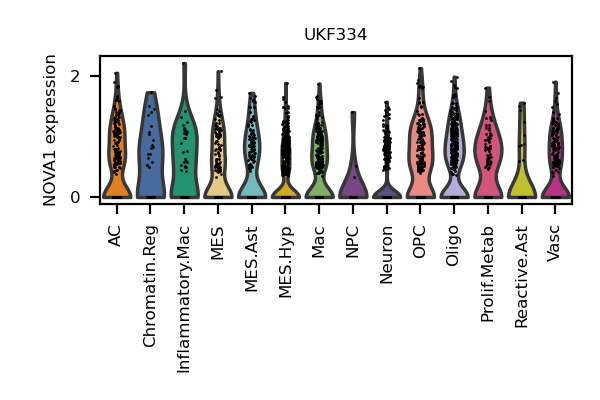 UKF334
NOVA1 expression
2
0
AC
Chromatin.Reg
Inflammatory.Mac
MES
MES.Ast
MES.Hyp
Mac
NPC
Neuron
OPC
Oligo
Prolif.Metab
Reactive.Ast
Vasc